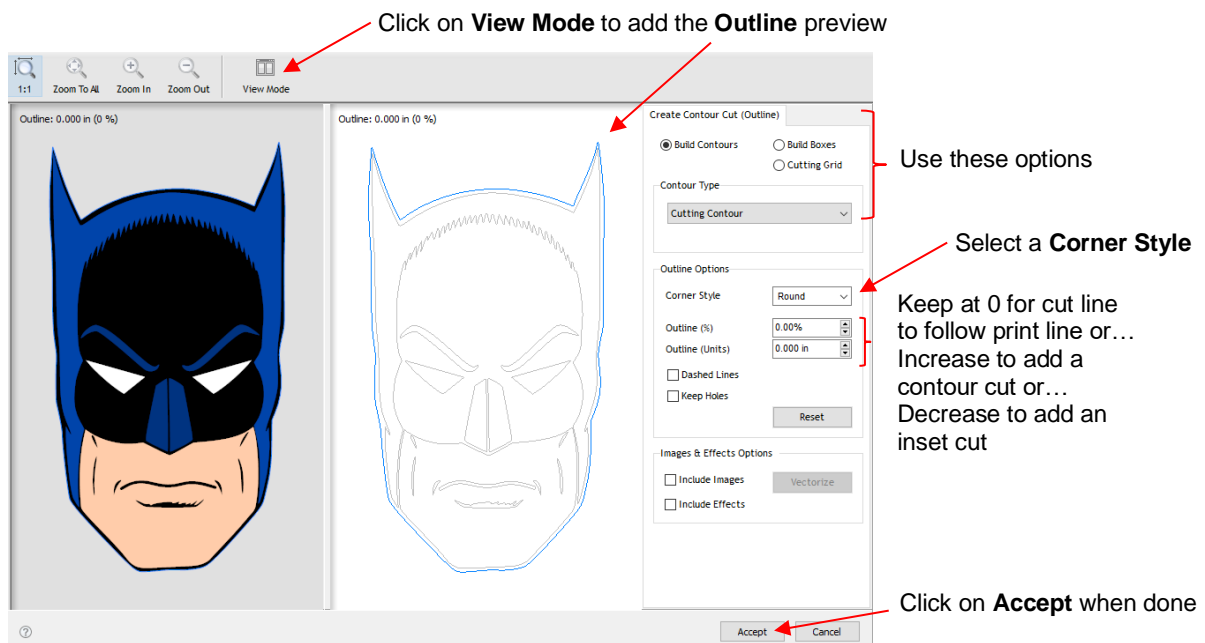 Click on View Mode to add the Outline preview
1:1 Zoom To All Zoom In Zoom Out View Mode
Outline: 0.000 in (0 %)
Outline: 0.000 in (0 %)
Create Contour Cut (Outline)
Build Contours Build Boxes
Cutting Grid
Use these options
Contour Type
Cutting Contour
Select a Corner Style
Outline Options
Corner Style Round
Outline (%) 0.00%
Outline (Units) 0.000 in
Dashed Lines
Keep Holes
Reset
Keep at 0 for cut line
to follow print line or…
Increase to add a
contour cut or…
Decrease to add an
inset cut
Images & Effects Options
Include Images Vectorize
Include Effects
Click on Accept when done
? Accept Cancel